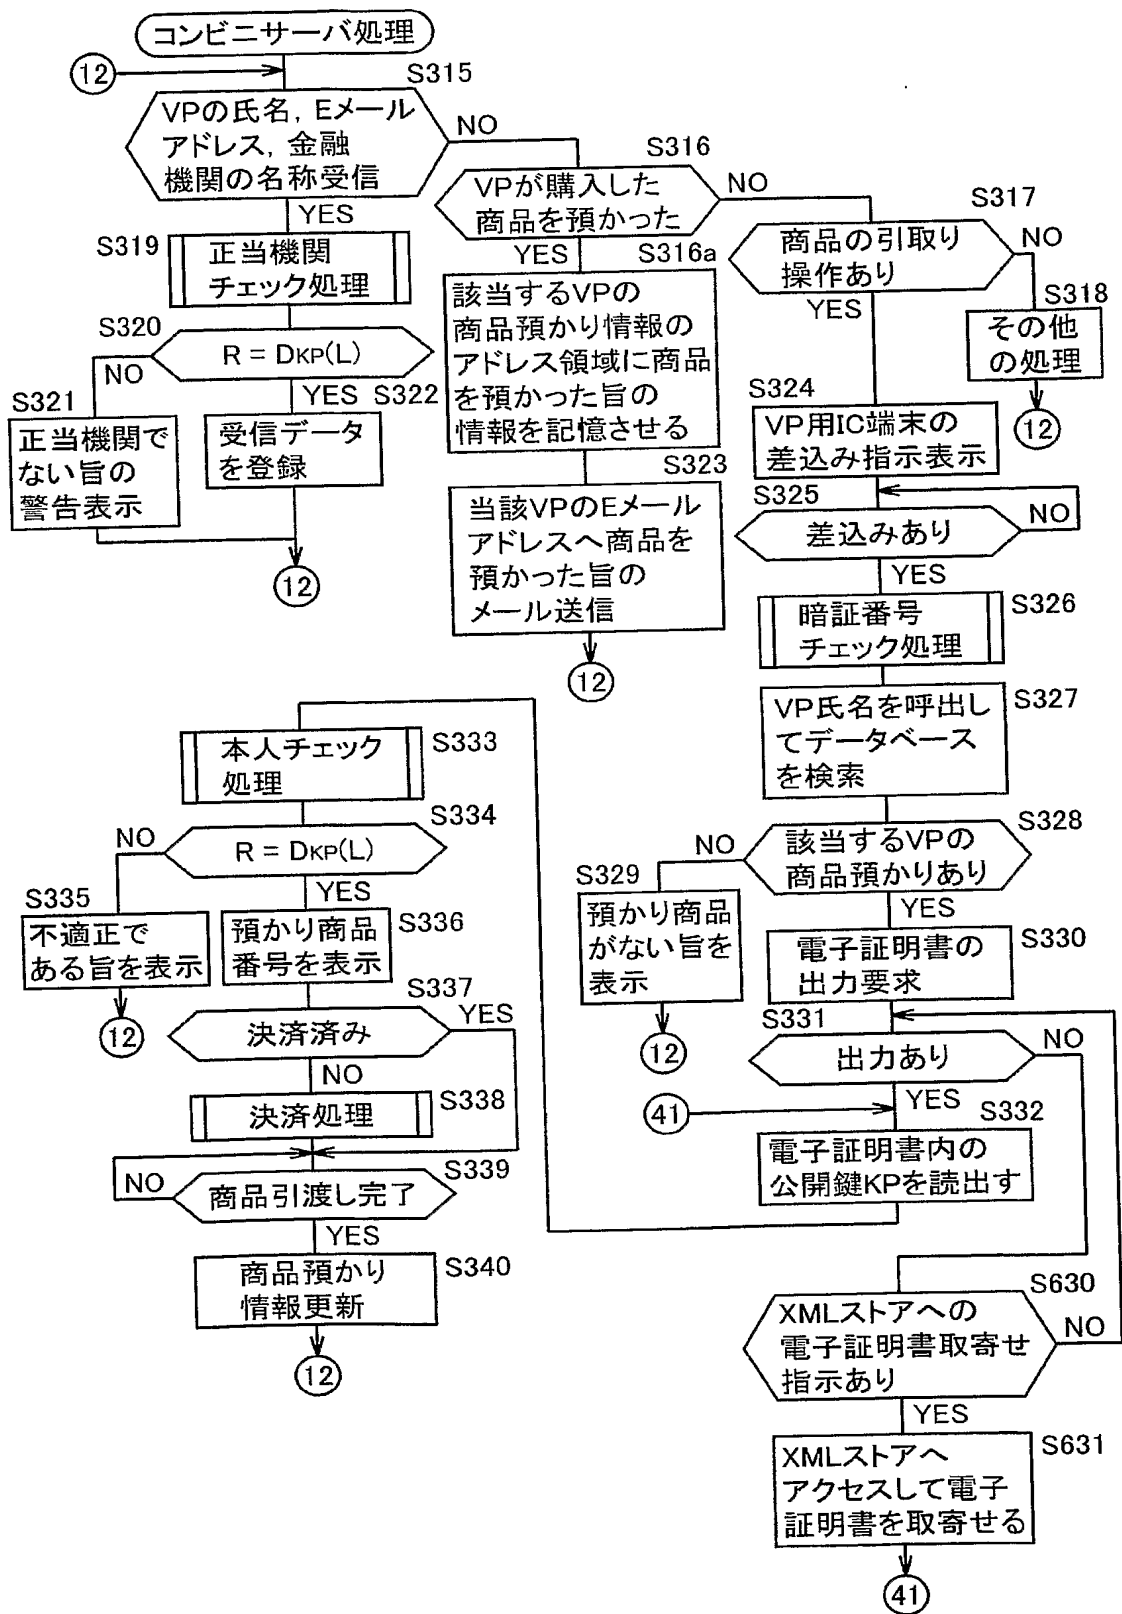 コンビニサーバ処理
12
S315
VPの氏名, Eメール
アドレス, 金融
機関の名称受信
NO
YES
S316
VPが購入した
商品を預かった
NO
YES
S317
商品の引取り
操作あり
NO
YES
S318
その他
の処理
12
S319
正当機関
チェック処理
S320
R = DKP(L)
NO
YES
S321
正当機関で
ない旨の
警告表示
S322
受信データ
を登録
12
S316a
該当するVPの
商品預かり情報の
アドレス領域に商品
を預かった旨の
情報を記憶させる
S323
当該VPのEメール
アドレスへ商品を
預かった旨の
メール送信
12
S324
VP用IC端末の
差込み指示表示
S325
差込みあり
NO
YES
S326
暗証番号
チェック処理
S327
VP氏名を呼出し
てデータベース
を検索
S328
該当するVPの
商品預かりあり
NO
YES
S329
預かり商品
がない旨を
表示
12
S330
電子証明書の
出力要求
S331
出力あり
NO
YES
41
S332
電子証明書内の
公開鍵KPを読出す
S333
本人チェック
処理
S334
R = DKP(L)
NO
YES
S335
不適正で
ある旨を表示
12
S336
預かり商品
番号を表示
S337
決済済み
YES
NO
S338
決済処理
S339
商品引渡し完了
NO
YES
S340
商品預かり
情報更新
12
S630
XMLストアへの
電子証明書取寄せ
指示あり
NO
YES
S631
XMLストアへ
アクセスして電子
証明書を取寄せる
41